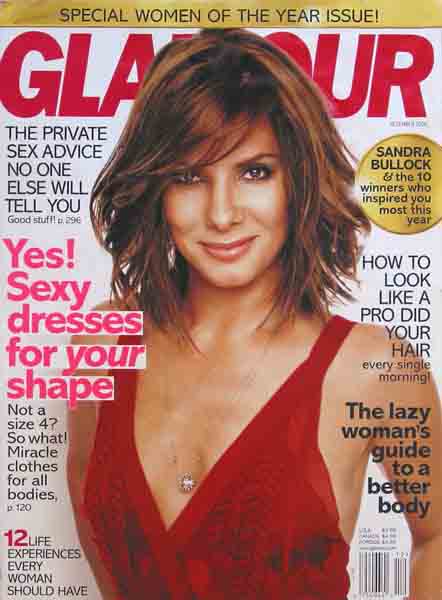 SPECIAL WOMEN OF THE YEAR ISSUE!
GLAMOUR
THE PRIVATE
SEX ADVICE
NO ONE
ELSE WILL
TELL YOU
Good stuff! p. 296
Yes!
Sexy
dresses
for your
shape
Not a
size 4?
So what!
Miracle
clothes
for all
bodies,
p. 120
12 LIFE
EXPERIENCES
EVERY
WOMAN
SHOULD HAVE
SANDRA
BULLOCK
& the 10
winners who
inspired you
most this
year
HOW TO
LOOK
LIKE A
PRO DID
YOUR
HAIR
every single
morning!
The lazy
woman's
guide
to a
better
body